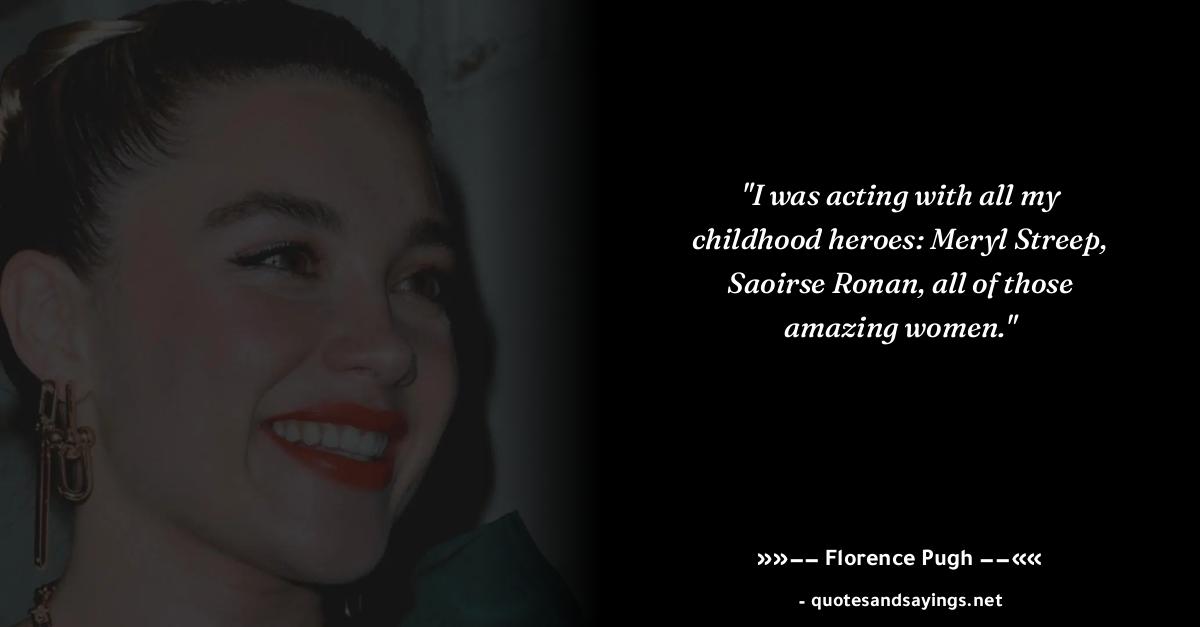 "I was acting with all my
childhood heroes: Meryl Streep,
Saoirse Ronan, all of those
amazing women."
»»−− Florence Pugh −−««
- quotesandsayings.net